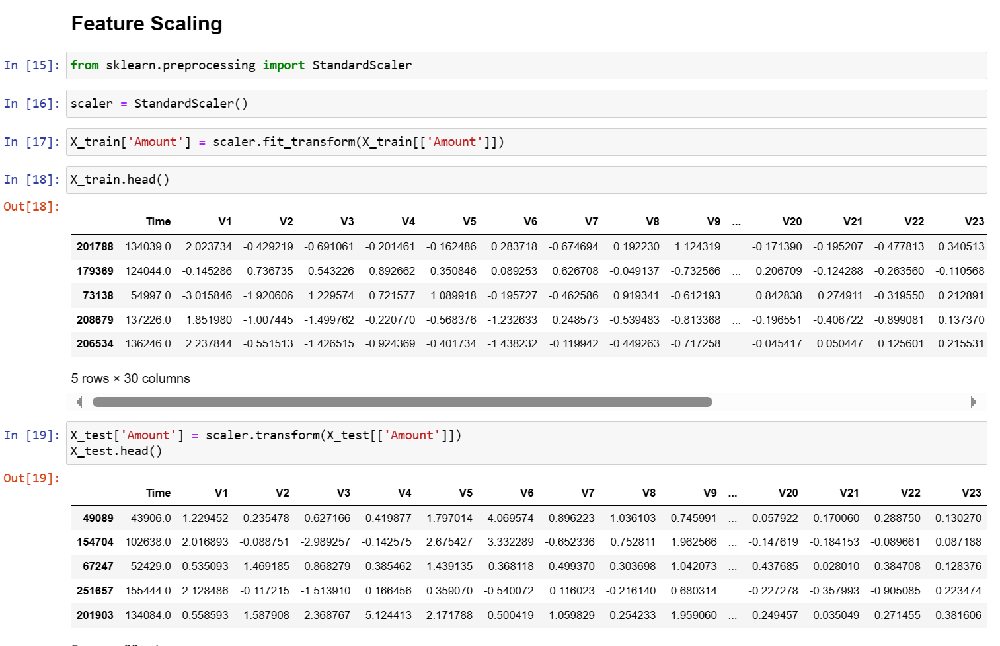 Feature Scaling
In [15]: from sklearn.preprocessing import StandardScaler
In [16]: scaler = StandardScaler()
In [17]: X_train['Amount'] = scaler.fit_transform(X_train[['Amount']])
In [18]: X_train.head()
Out[18]:
Time V1 V2 V3 V4 V5 V6 V7 V8 V9 ... V20 V21 V22 V23
201788 134039.0 2.023734 -0.429219 -0.691061 -0.201461 -0.162486 0.283718 -0.674694 0.192230 1.124319 ... -0.171390 -0.195207 -0.477813 0.340513
179369 124044.0 -0.145286 0.736735 0.543226 0.892662 0.350846 0.089253 0.626708 -0.049137 -0.732566 ... 0.206709 -0.124288 -0.263560 -0.110568
73138 54997.0 -3.015846 -1.920606 1.229574 0.721577 1.089918 -0.195727 -0.462586 0.919341 -0.612193 ... 0.842838 0.274911 -0.319550 0.212891
208679 137226.0 1.851980 -1.007445 -1.499762 -0.220770 -0.568376 -1.232633 0.248573 -0.539483 -0.813368 ... -0.196551 -0.406722 -0.899081 0.137370
206534 136246.0 2.237844 -0.551513 -1.426515 -0.924369 -0.401734 -1.438232 -0.119942 -0.449263 -0.717258 ... -0.045417 0.050447 0.125601 0.215531
5 rows × 30 columns
In [19]: X_test['Amount'] = scaler.transform(X_test[['Amount']])
X_test.head()
Out[19]:
Time V1 V2 V3 V4 V5 V6 V7 V8 V9 ... V20 V21 V22 V23
49089 43906.0 1.229452 -0.235478 -0.627166 0.419877 1.797014 4.069574 -0.896223 1.036103 0.745991 ... -0.057922 -0.170060 -0.288750 -0.130270
154704 102638.0 2.016893 -0.088751 -2.989257 -0.142575 2.675427 3.332289 -0.652336 0.752811 1.962566 ... -0.147619 -0.184153 -0.089661 0.087188
67247 52429.0 0.535093 -1.469185 0.868279 0.385462 -1.439135 0.368118 -0.499370 0.303698 1.042073 ... 0.437685 0.028010 -0.384708 -0.128376
251657 155444.0 2.128486 -0.117215 -1.513910 0.166456 0.359070 -0.540072 0.116023 -0.216140 0.680314 ... -0.227278 -0.357993 -0.905085 0.223474
201903 134084.0 0.558593 1.587908 -2.368767 5.124413 2.171788 -0.500419 1.059829 -0.254233 -1.959060 ... 0.249457 -0.035049 0.271455 0.381606